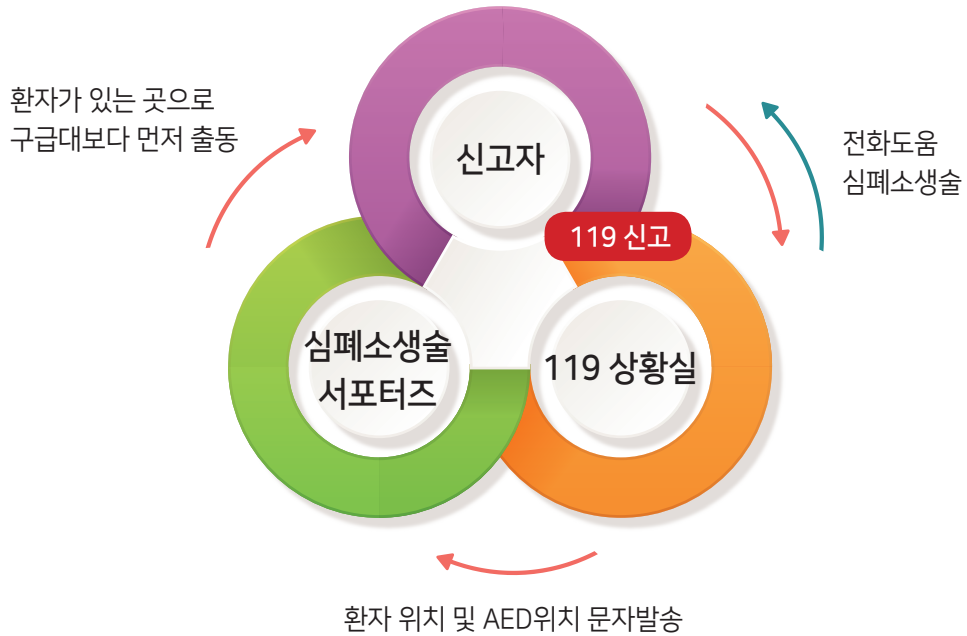 환자가 있는 곳으로
구급대보다 먼저 출동
신고자
전화도움
심폐소생술
119 신고
심폐소생술
서포터즈
119 상황실
환자 위치 및 AED위치 문자발송